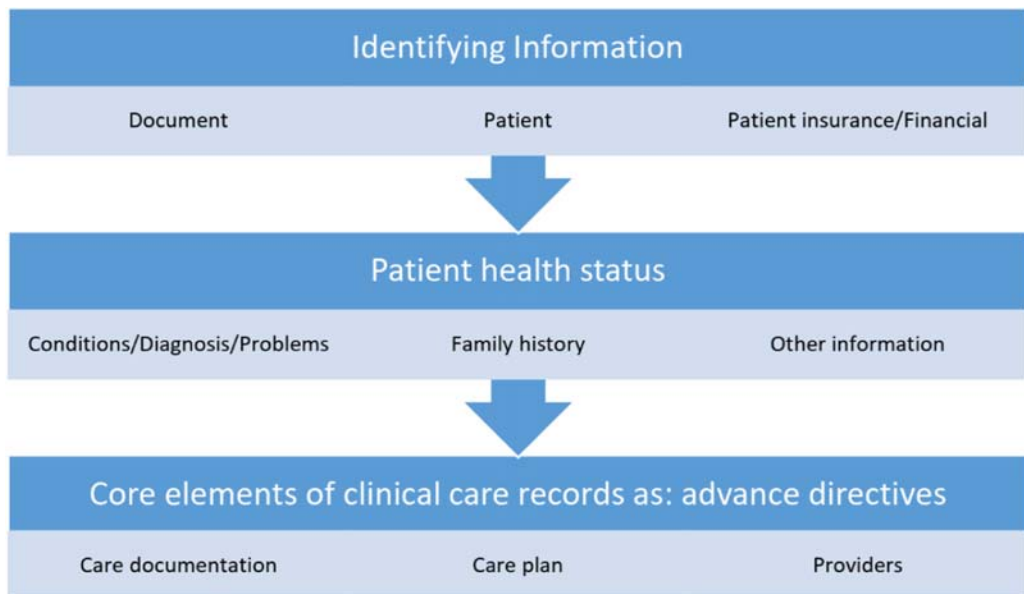 Identifying Information
Document Patient Patient insurance/Financial
Patient health status
Conditions/Diagnosis/Problems Family history Other information
Core elements of clinical care records as: advance directives
Care documentation Care plan Providers